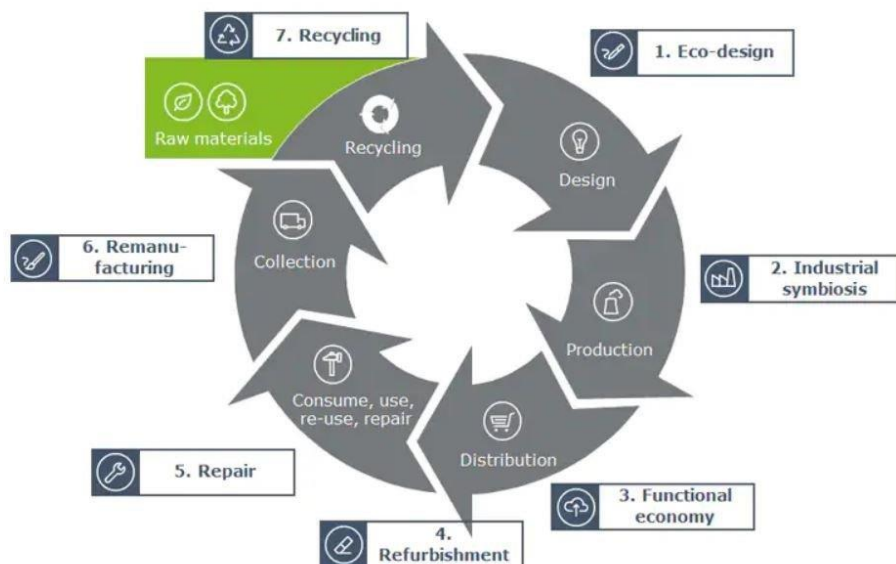 7. Recycling
1. Eco-design
Raw materials
Recycling
Design
6. Remanu-
facturing
Collection
2. Industrial
symbiosis
Production
Consume, use,
re-use, repair
Distribution
5. Repair
3. Functional
economy
4.
Refurbishment